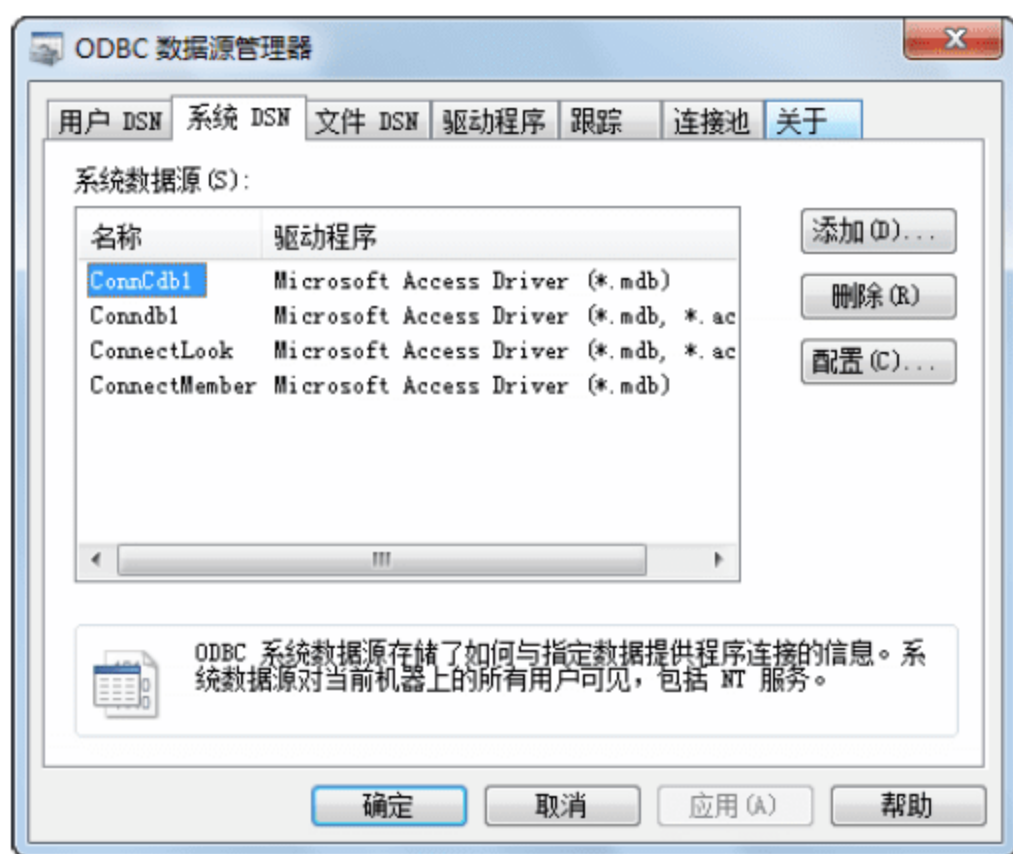 ODBC 数据源管理器
用户 DSN 系统 DSN 文件 DSN 驱动程序 跟踪 连接池 关于
系统数据源(S):
名称 驱动程序
添加(D)...
ConnCdb1 Microsoft Access Driver (*.mdb)
删除(R)
Conndb1 Microsoft Access Driver (*.mdb, *.ac
ConnectLook Microsoft Access Driver (*.mdb, *.ac
配置(C)...
ConnectMember Microsoft Access Driver (*.mdb)
ODBC 系统数据源存储了如何与指定数据提供程序连接的信息。系
统数据源对当前机器上的所有用户可见，包括 NT 服务。
确定 取消 应用(A) 帮助